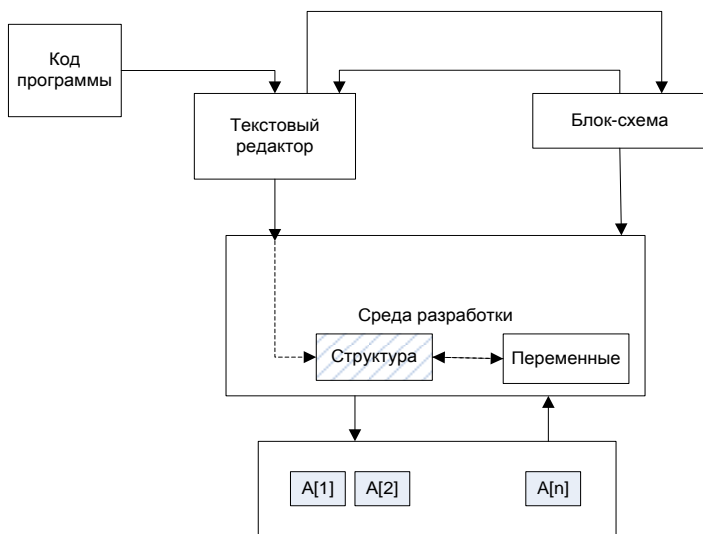 Код
программы
Текстовый
редактор
Блок-схема
Среда разработки
Структура
Переменные
A[1]
A[2]
A[n]